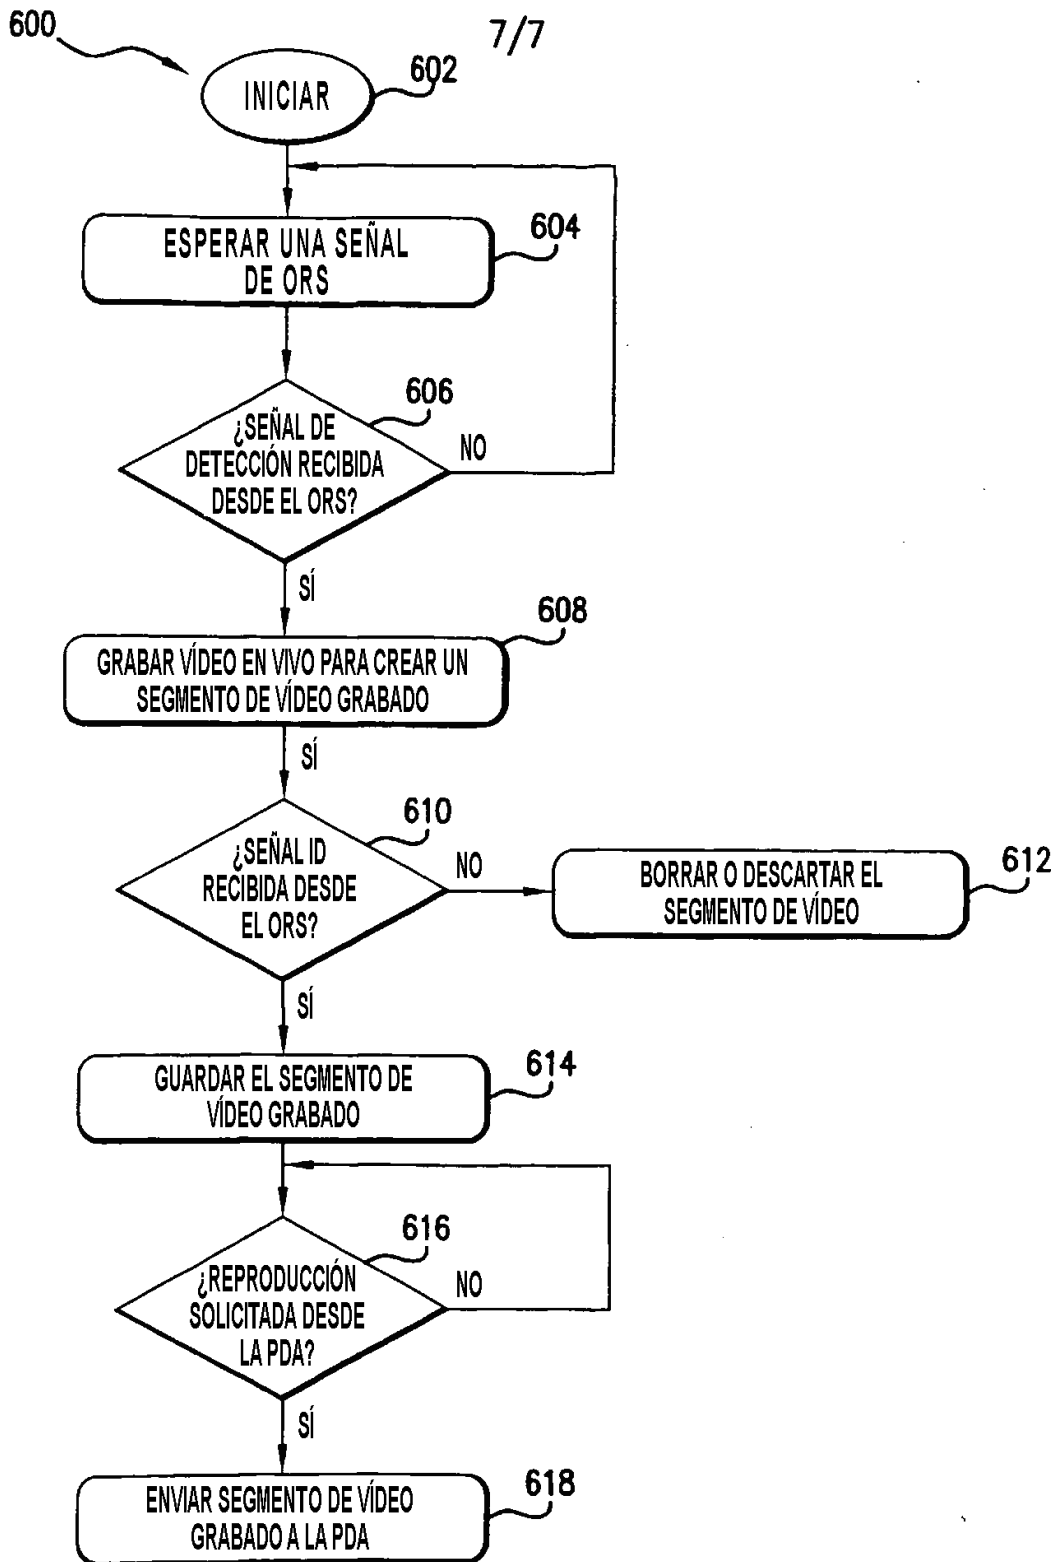 600
7/7
602
INICIAR
604
ESPERAR UNA SEÑAL
DE ORS
606
¿SEÑAL DE
DETECCIÓN RECIBIDA
DESDE EL ORS?
NO
SÍ
608
GRABAR VÍDEO EN VIVO PARA CREAR UN
SEGMENTO DE VÍDEO GRABADO
SÍ
610
¿SEÑAL ID
RECIBIDA DESDE
EL ORS?
NO
612
BORRAR O DESCARTAR EL
SEGMENTO DE VÍDEO
SÍ
614
GUARDAR EL SEGMENTO DE
VÍDEO GRABADO
616
¿REPRODUCCIÓN
SOLICITADA DESDE
LA PDA?
NO
SÍ
618
ENVIAR SEGMENTO DE VÍDEO
GRABADO A LA PDA